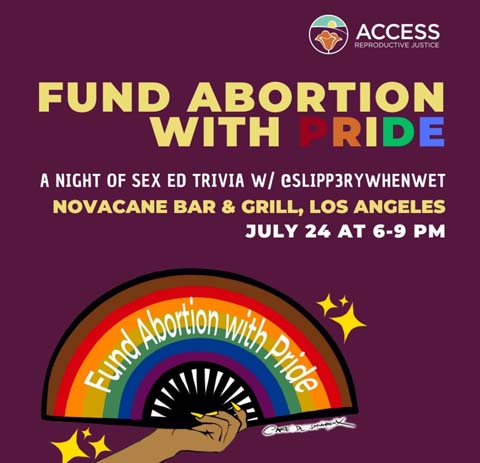 ACCESS
REPRODUCTIVE JUSTICE
FUND ABORTION
WITH PRIDE
A NIGHT OF SEX ED TRIVIA W/ @SLIPP3RYWHENWET
NOVACANE BAR & GRILL, LOS ANGELES
JULY 24 AT 6-9 PM
Fund Abortion with Pride